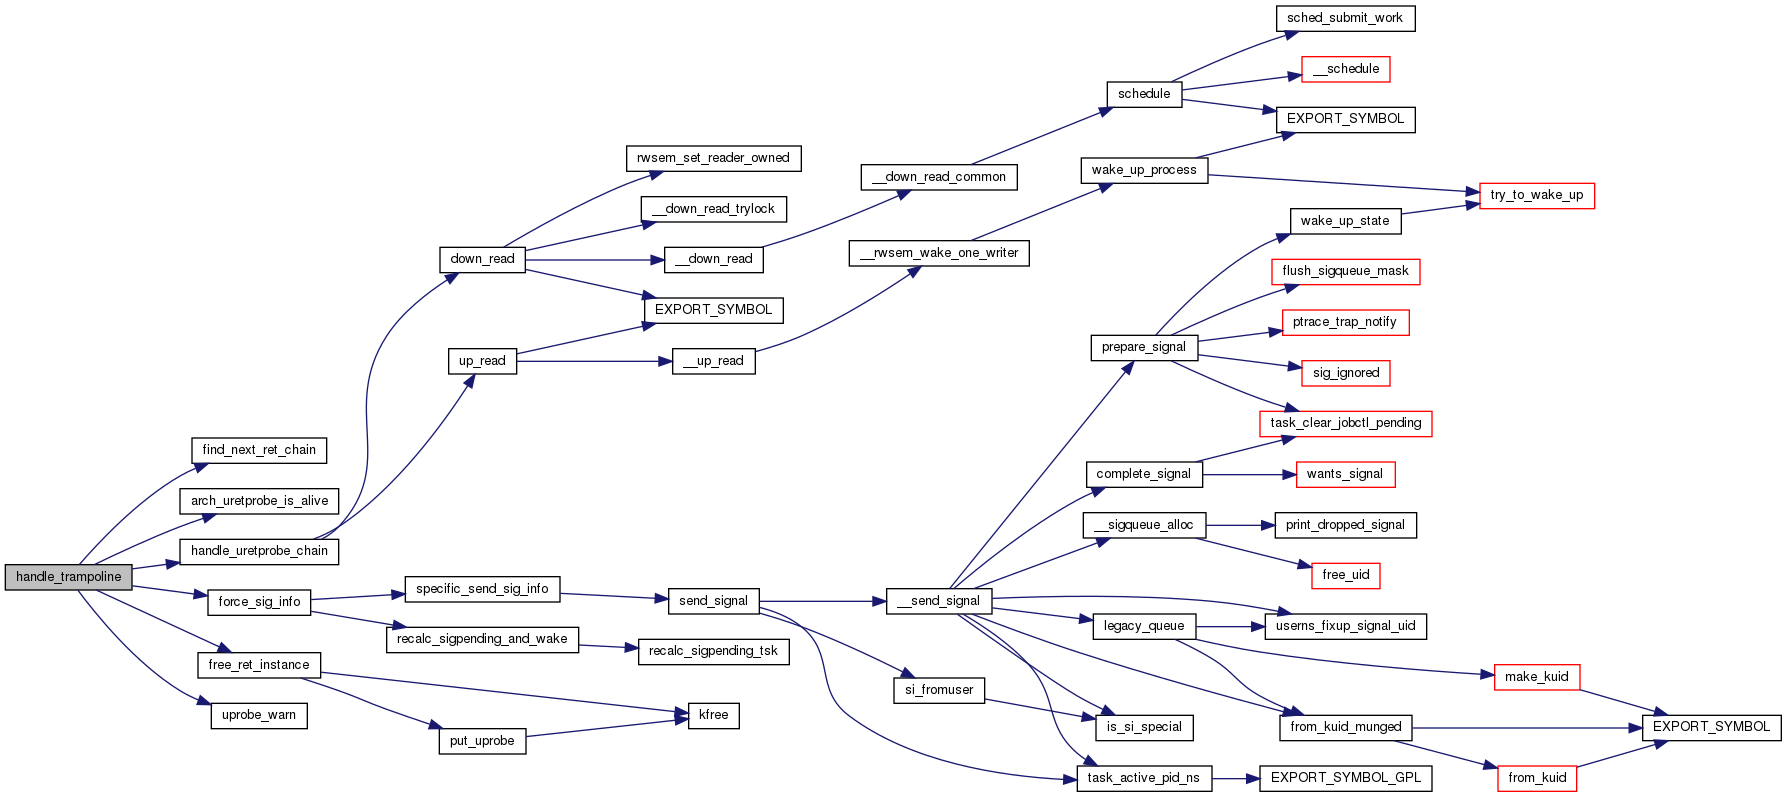 sched_submit_work
__schedule
schedule
EXPORT_SYMBOL
rwsem_set_reader_owned
__down_read_common
wake_up_process
try_to_wake_up
__down_read_trylock
wake_up_state
down_read
__down_read
__rwsem_wake_one_writer
flush_sigqueue_mask
EXPORT_SYMBOL
ptrace_trap_notify
prepare_signal
up_read
__up_read
sig_ignored
task_clear_jobctl_pending
find_next_ret_chain
complete_signal
wants_signal
arch_uretprobe_is_alive
__sigqueue_alloc
print_dropped_signal
handle_uretprobe_chain
handle_trampoline
free_uid
specific_send_sig_info
force_sig_info
send_signal
__send_signal
legacy_queue
userns_fixup_signal_uid
recalc_sigpending_and_wake
recalc_sigpending_tsk
free_ret_instance
make_kuid
si_fromuser
uprobe_warn
kfree
is_si_special
from_kuid_munged
EXPORT_SYMBOL
put_uprobe
task_active_pid_ns
EXPORT_SYMBOL_GPL
from_kuid